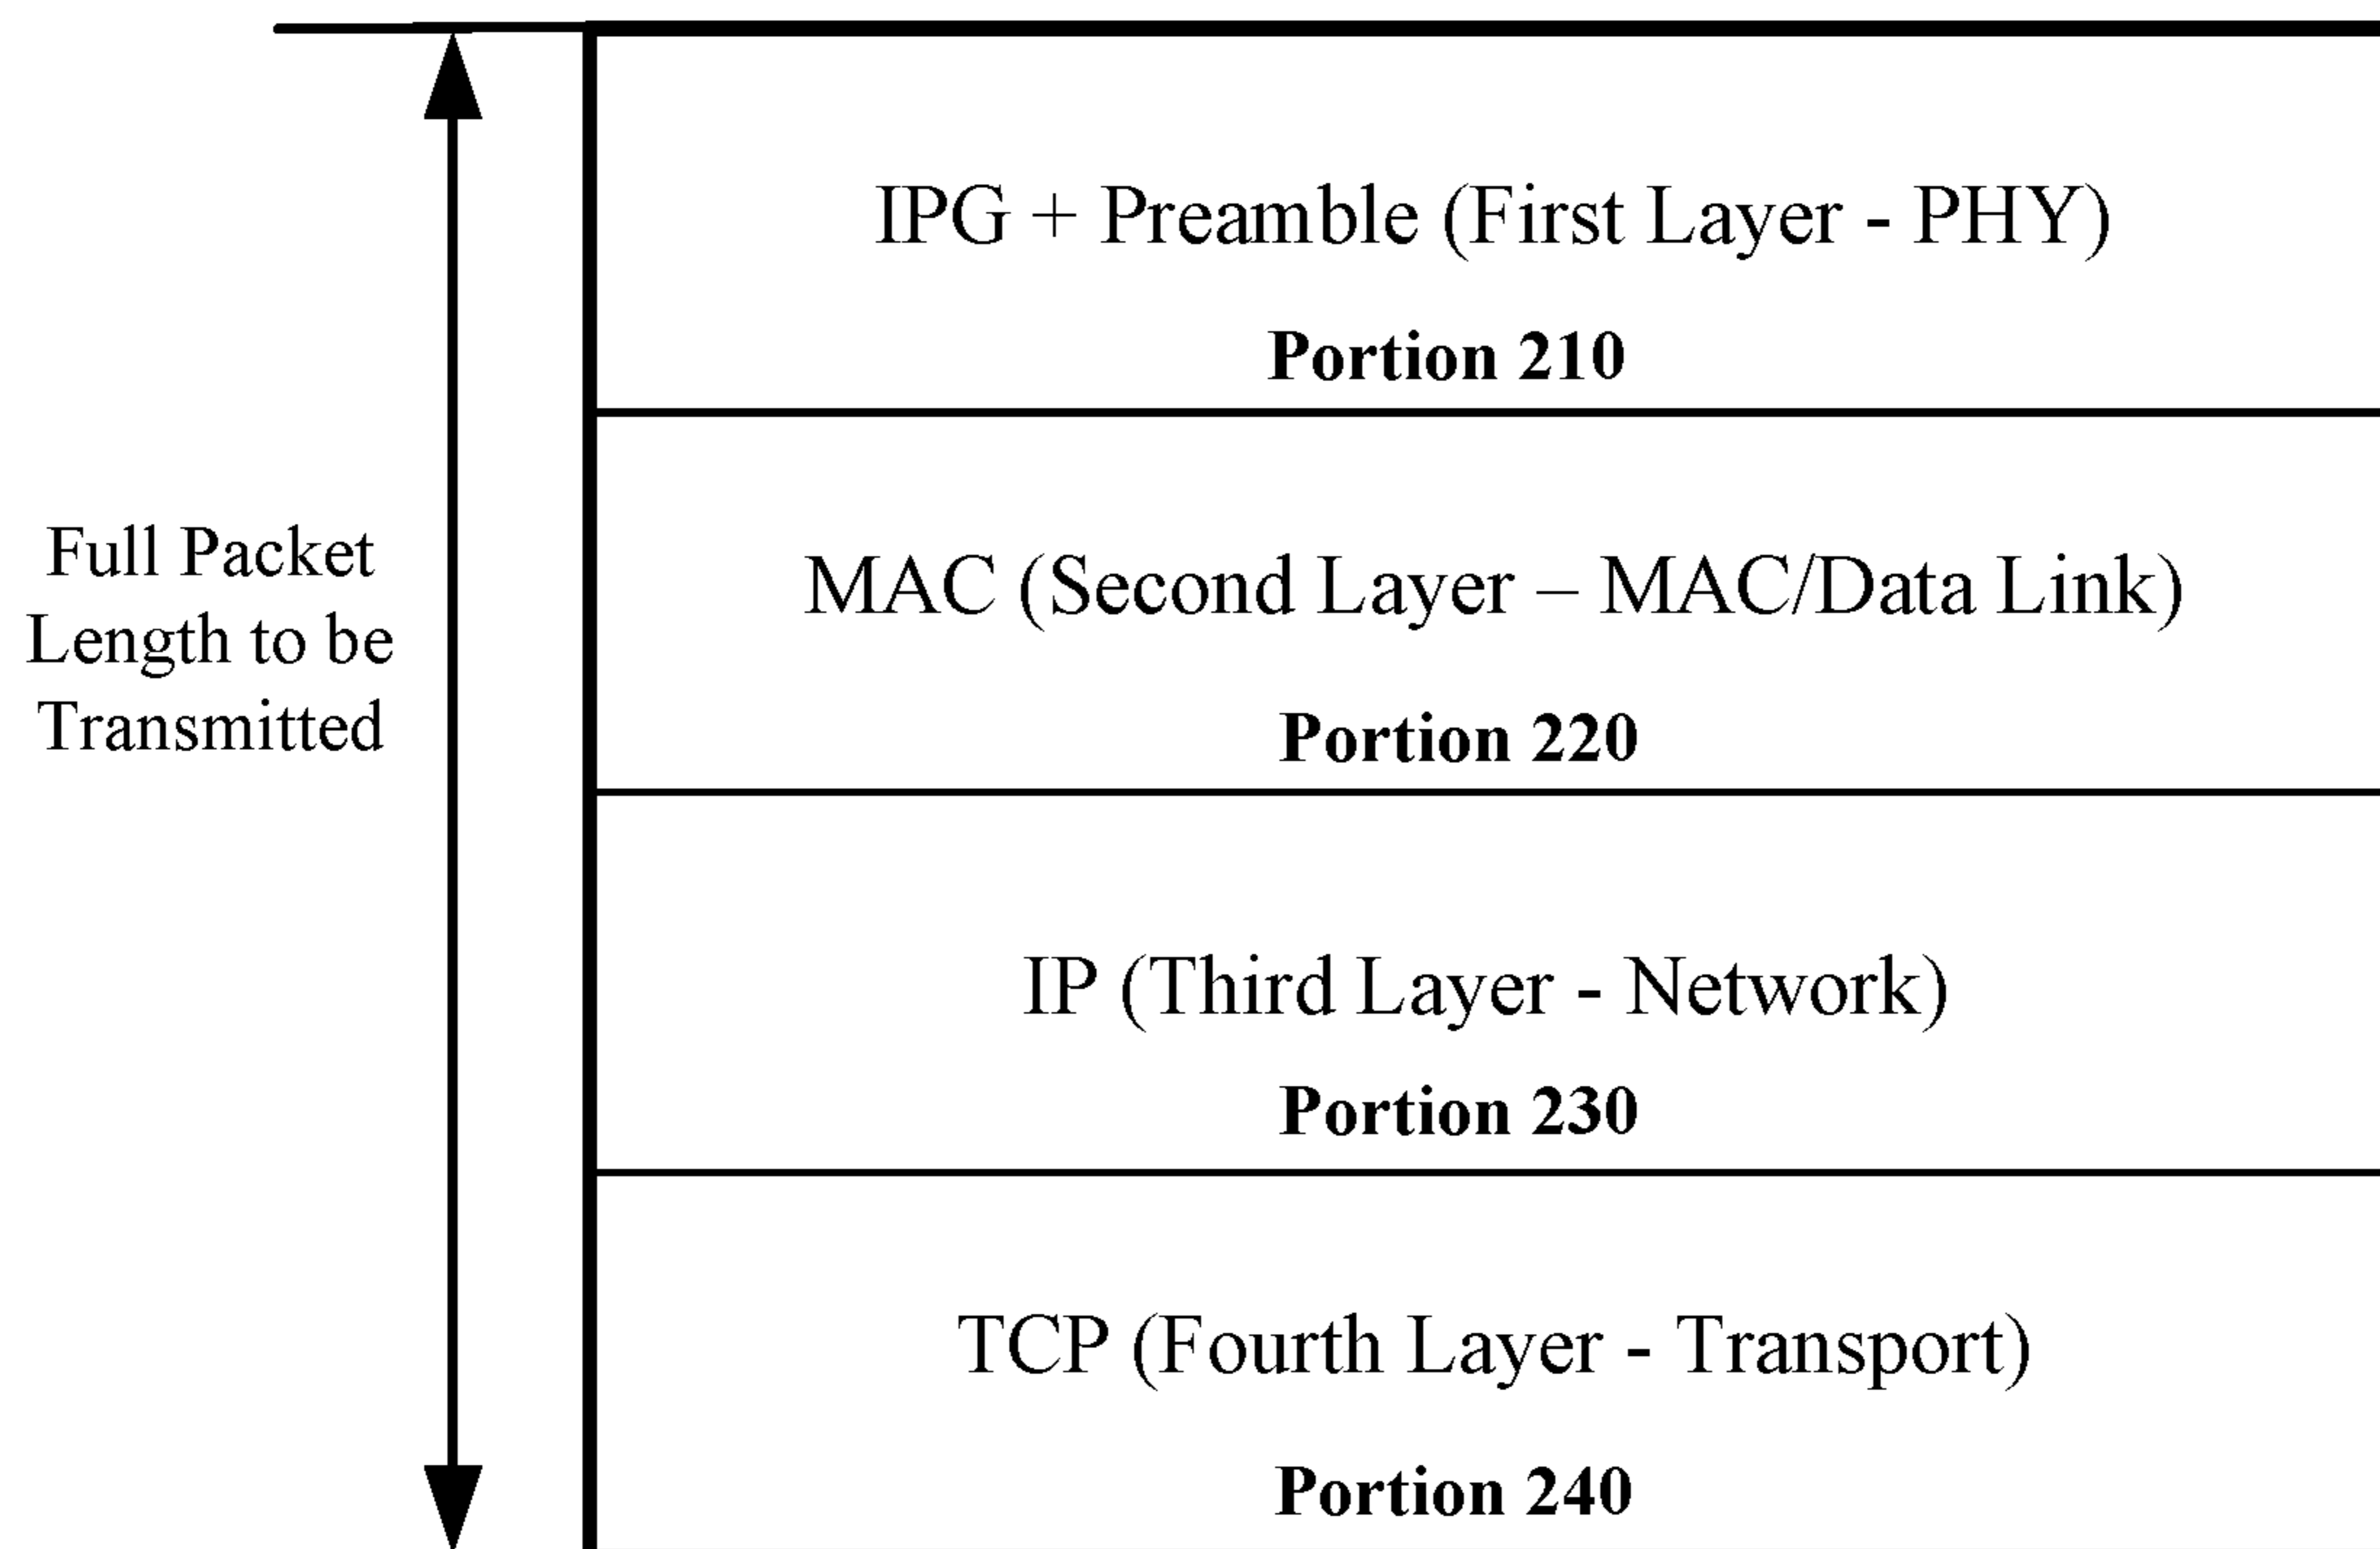 IPG + Preamble (First Layer - PHY)
Portion 210
Full Packet
Length to be
Transmitted
MAC (Second Layer – MAC/Data Link)
Portion 220
IP (Third Layer - Network)
Portion 230
TCP (Fourth Layer - Transport)
Portion 240